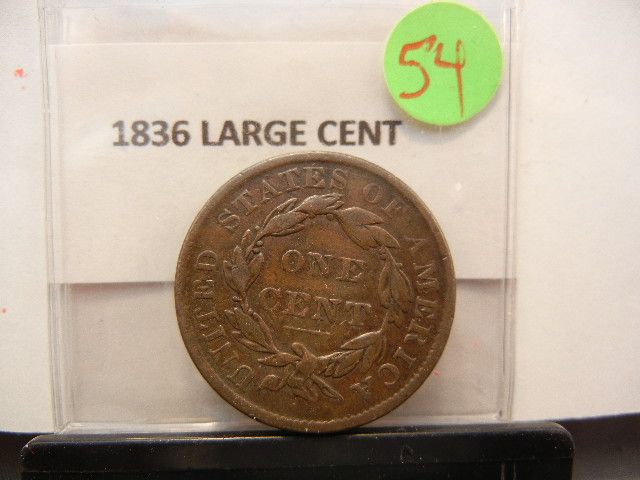 54
1836 LARGE CENT
UNITED STATES OF AMERICA
ONE
CENT